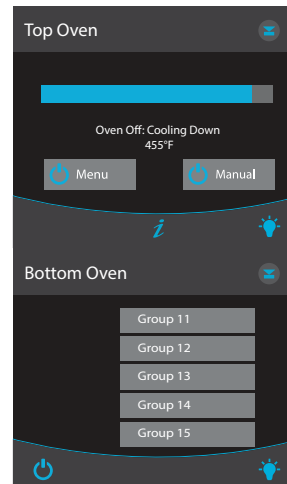 Top Oven
Oven Off: Cooling Down
455°F
Menu
Manual
i
Bottom Oven
Group 11
Group 12
Group 13
Group 14
Group 15